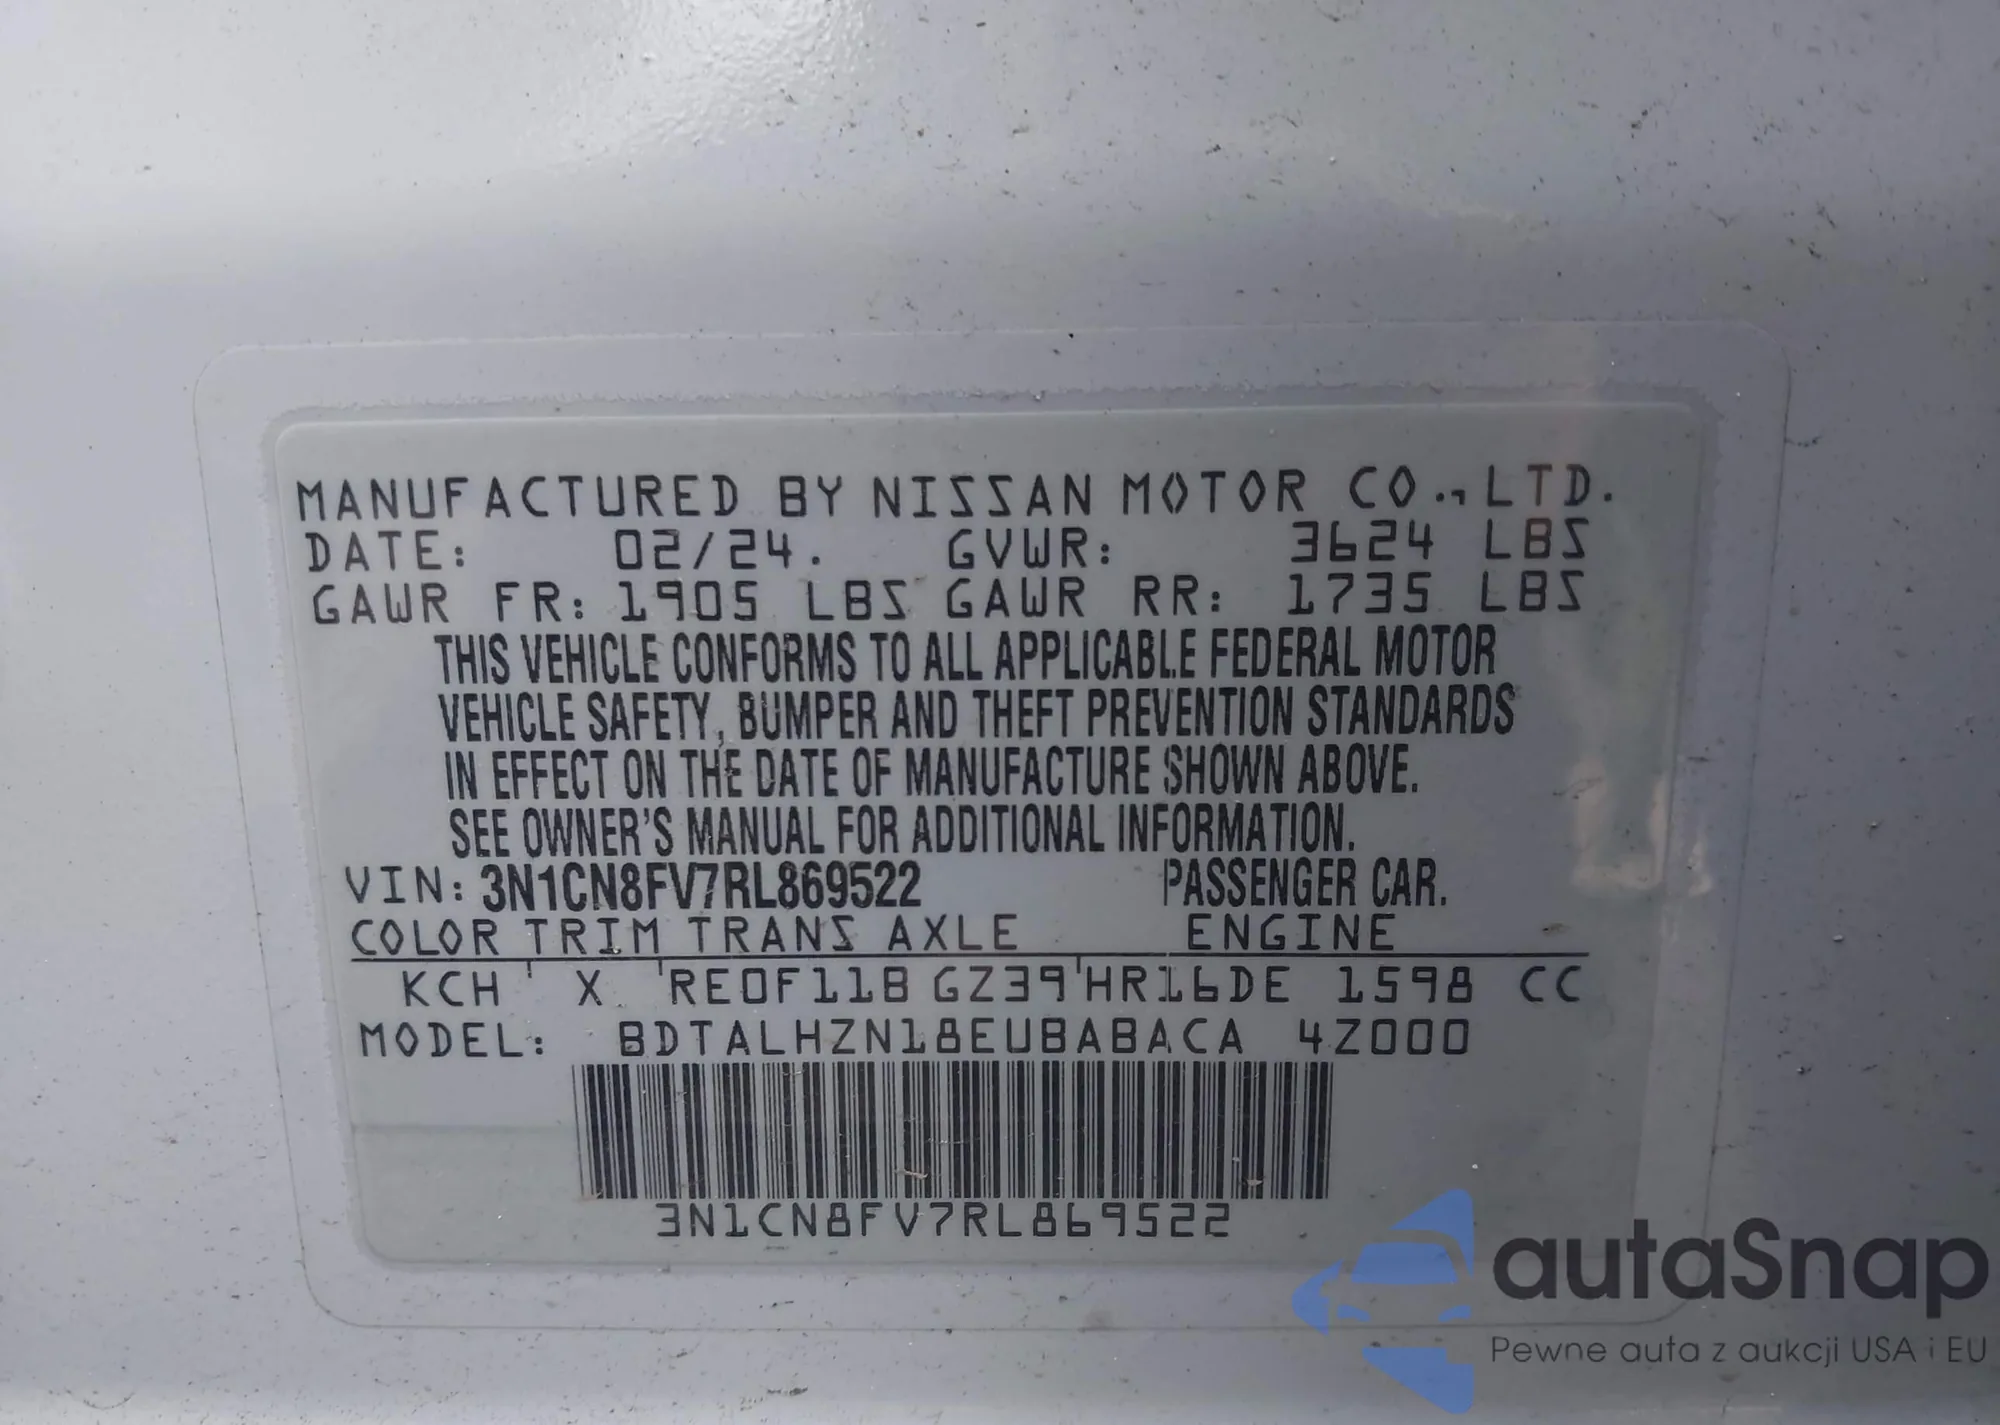 MANUFACTURED BY NISSAN MOTOR CO., LTD.
DATE: 02/24. GVWR: 3624 LBS
GAWR FR: 1905 LBS GAWR RR: 1735 LBS
THIS VEHICLE CONFORMS TO ALL APPLICABLE FEDERAL MOTOR
VEHICLE SAFETY, BUMPER AND THEFT PREVENTION STANDARDS
IN EFFECT ON THE DATE OF MANUFACTURE SHOWN ABOVE.
SEE OWNER'S MANUAL FOR ADDITIONAL INFORMATION.
VIN: 3N1CN8FV7RL869522 PASSENGER CAR.
COLOR TRIM TRANS AXLE ENGINE
KCH X RE0F11B GZ39 HR16DE 1598 CC
MODEL: BDTALHZN18EUBABACA 4Z000
3N1CN8FV7RL869522
autaSnap
Pewne auta z aukcji USA i EU